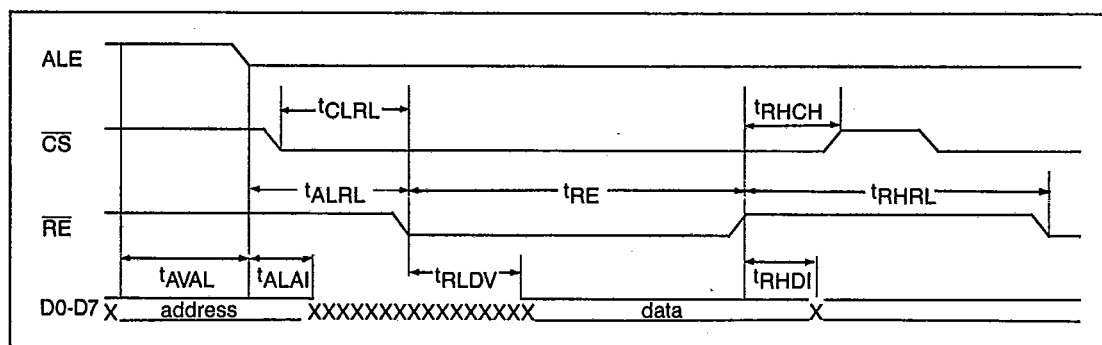 ALE
tCLRL
tRHCH
CS
tALRL
tRE
tRHRL
RE
tAVAL
tALAI
tRLDV
tRHDI
D0-D7 X address XXXXXXXXXXXXXXXX data X